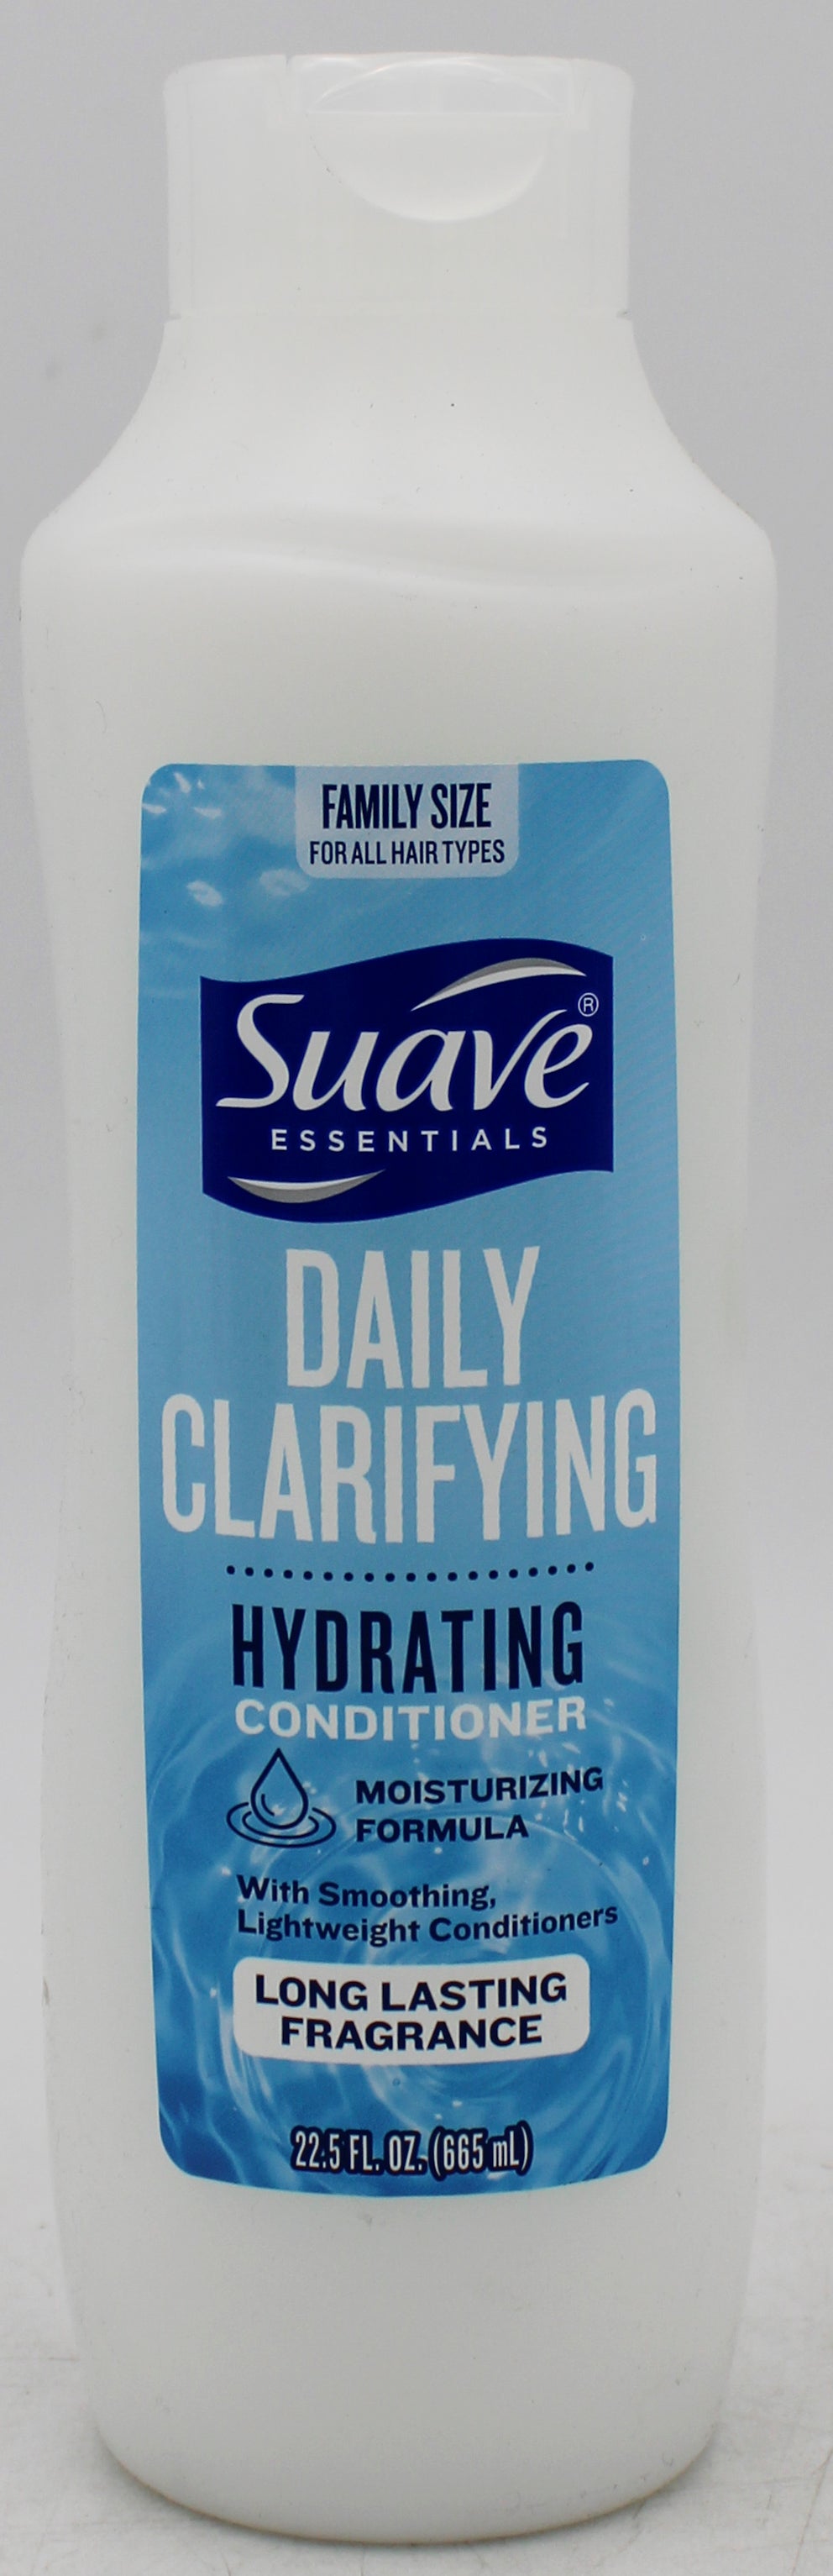 FAMILY SIZE
FOR ALL HAIR TYPES
Suave®
ESSENTIALS
DAILY
CLARIFYING
HYDRATING
CONDITIONER
MOISTURIZING
FORMULA
With Smoothing,
Lightweight Conditioners
LONG LASTING
FRAGRANCE
22.5 FL. OZ. (665 mL)